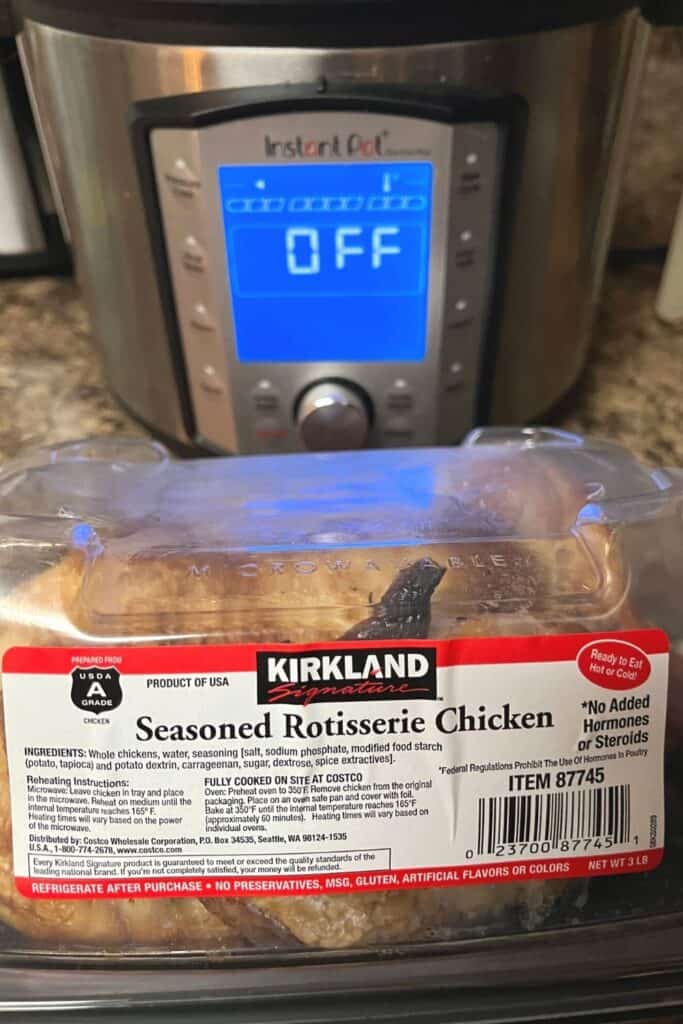 Instant Pot
OFF
MICROWAVABLE
PREPARED FROM
USDA
A
GRADE
CHICKEN
PRODUCT OF USA
KIRKLAND
Signature
Ready to Eat
Hot or Cold!
Seasoned Rotisserie Chicken
*No Added
Hormones
or Steroids
INGREDIENTS: Whole chickens, water, seasoning [salt, sodium phosphate, modified food starch
(potato, tapioca) and potato dextrin, carrageenan, sugar, dextrose, spice extractives].
*Federal Regulations Prohibit The Use Of Hormones In Poultry
Reheating Instructions:
Microwave: Leave chicken in tray and place
in the microwave. Reheat on medium until the
internal temperature reaches 165° F.
Heating times will vary based on the power
of the microwave.
FULLY COOKED ON SITE AT COSTCO
Oven: Preheat oven to 350°F. Remove chicken from the original
packaging. Place on an oven safe pan and cover with foil.
Bake at 350°F until the internal temperature reaches 165°F
(approximately 60 minutes). Heating times will vary based on
individual ovens.
ITEM 87745
0 23700 87745 1
Distributed by: Costco Wholesale Corporation, P.O. Box 34535, Seattle, WA 98124-1535
U.S.A., 1-800-774-2678, www.costco.com
Every Kirkland Signature product is guaranteed to meet or exceed the quality standards of the
leading national brand. If you're not completely satisfied, your money will be refunded.
REFRIGERATE AFTER PURCHASE • NO PRESERVATIVES, MSG, GLUTEN, ARTIFICIAL FLAVORS OR COLORS
NET WT 3 LB